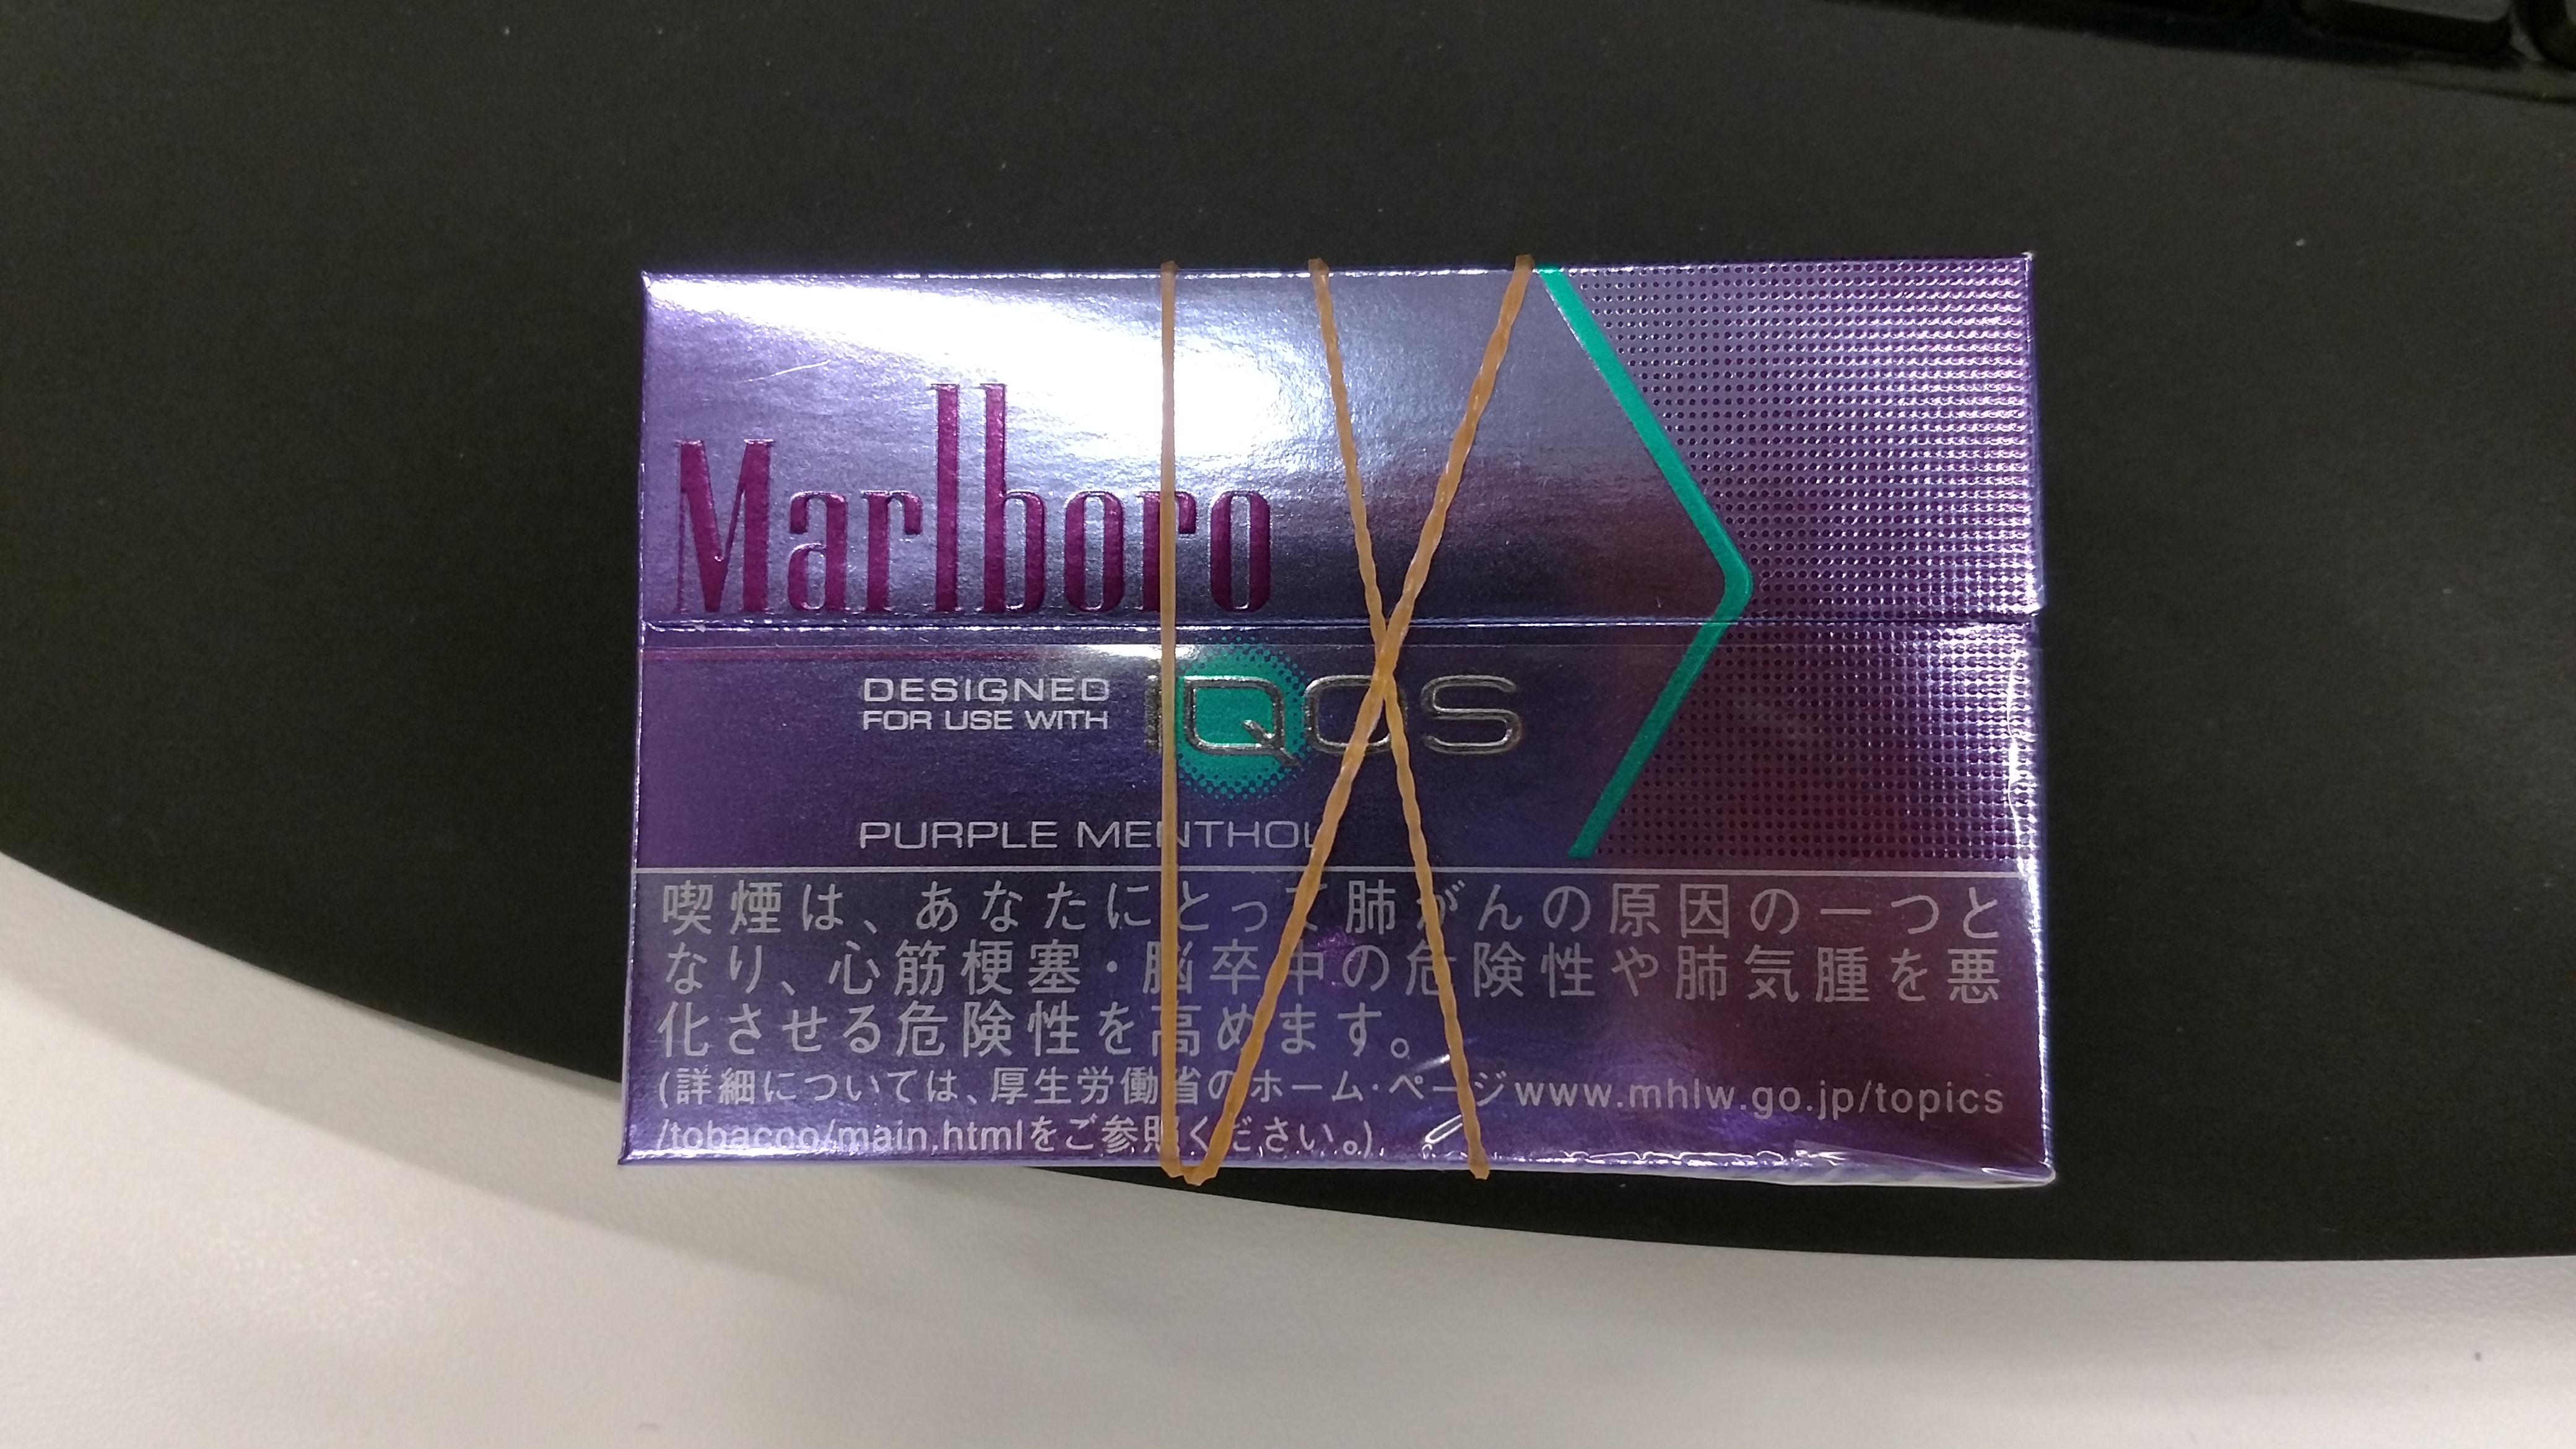 Marlboro
DESIGNED
FOR USE WITH
IQOS
PURPLE MENTHOL
喫煙は、あなたにとって肺がんの原因の一つと
なり、心筋梗塞・脳卒中の危険性や肺気腫を悪
化させる危険性を高めます。
(詳細については、厚生労働省のホーム・ページwww.mhlw.go.jp/topics
/tobacco/main.htmlをご参照ください。)